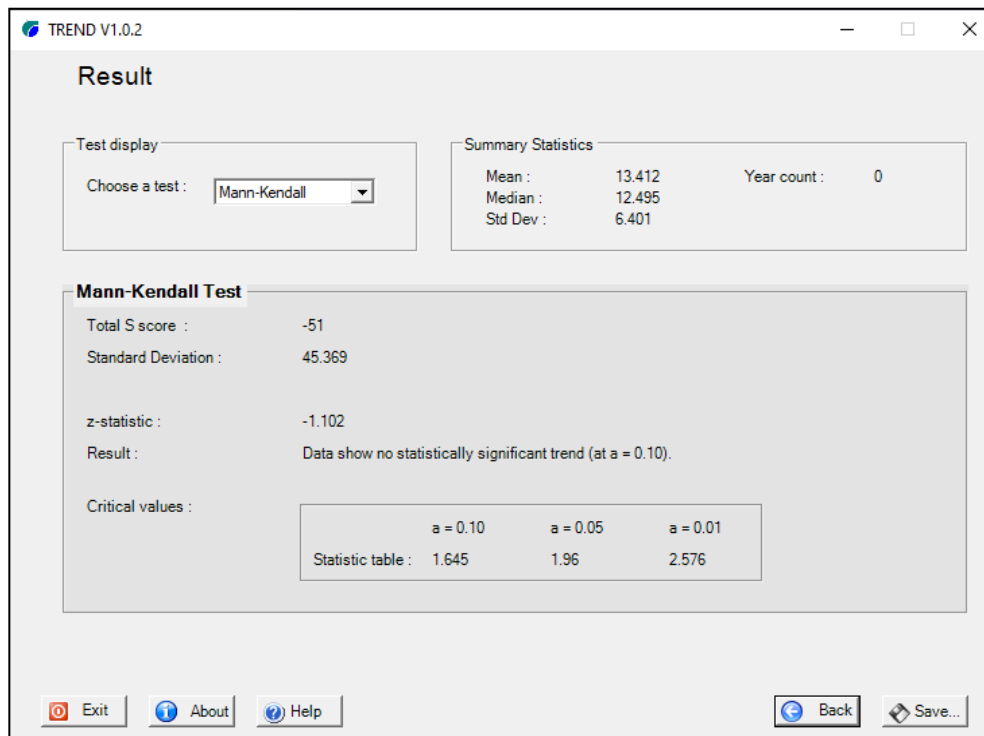 TREND V1.0.2
Result
Test display
Choose a test : Mann-Kendall
Summary Statistics
Mean : 13.412 Year count : 0
Median : 12.495
Std Dev : 6.401
Mann-Kendall Test
Total S score : -51
Standard Deviation : 45.369
z-statistic : -1.102
Result : Data show no statistically significant trend (at a = 0.10).
Critical values :
a = 0.10 a = 0.05 a = 0.01
Statistic table : 1.645 1.96 2.576
Exit About Help Back Save...